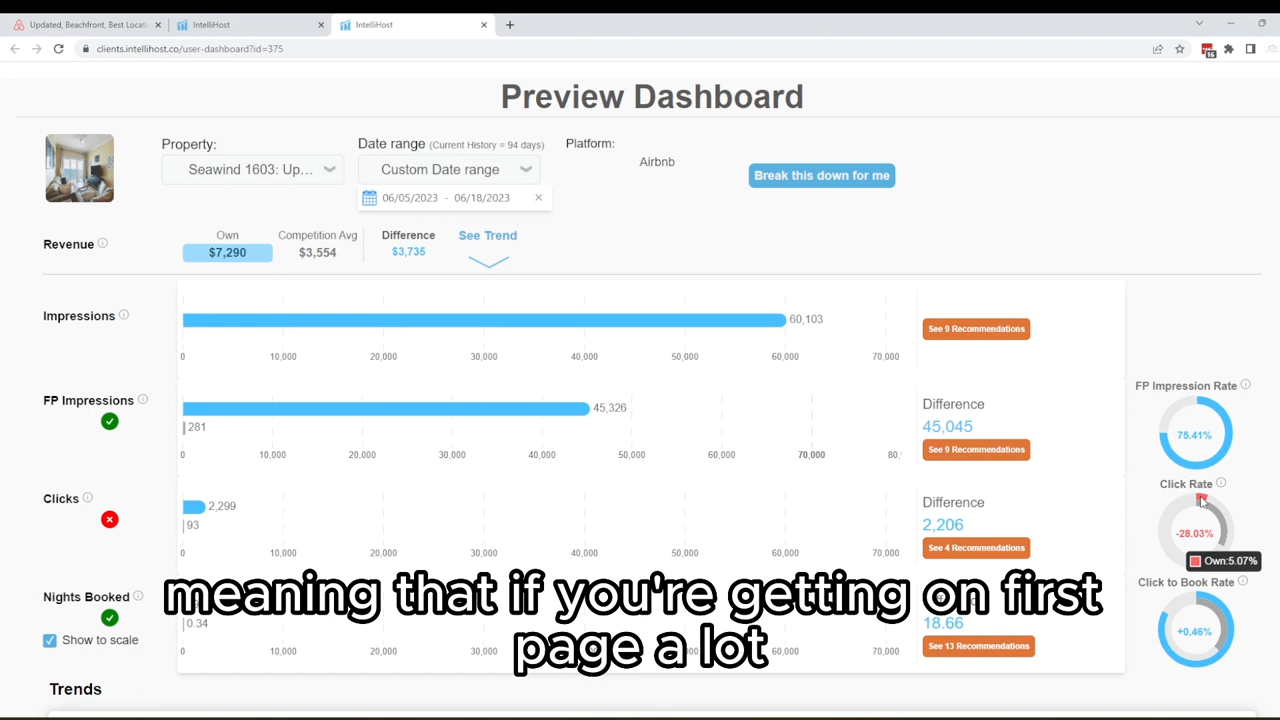 Updated, Beachfront, Best Locati
IntelliHost
IntelliHost
clients.intellihost.co/user-dashboard?id=375
16
Preview Dashboard
Property:
Seawind 1603: Up...
Date range (Current History = 94 days)
Custom Date range
06/05/2023 - 06/18/2023
Platform:
Airbnb
Break this down for me
Revenue
Own
$7,290
Competition Avg
$3,554
Difference
$3,735
See Trend
Impressions
60,103
0 10,000 20,000 30,000 40,000 50,000 60,000 70,000
See 9 Recommendations
FP Impressions
45,326
281
0 10,000 20,000 30,000 40,000 50,000 60,000 70,000 80,
Difference
45,045
See 9 Recommendations
FP Impression Rate
75.41%
Clicks
2,299
93
0 10,000 20,000 30,000 40,000 50,000 60,000 70,000
Difference
2,206
See 4 Recommendations
Click Rate
-28.03%
Own:5.07%
Nights Booked
Show to scale
0.34
0 10,000 20,000 30,000 40,000 50,000 60,000 70,000
18.66
See 13 Recommendations
Click to Book Rate
+0.46%
meaning that if you're getting on first
page a lot
Trends